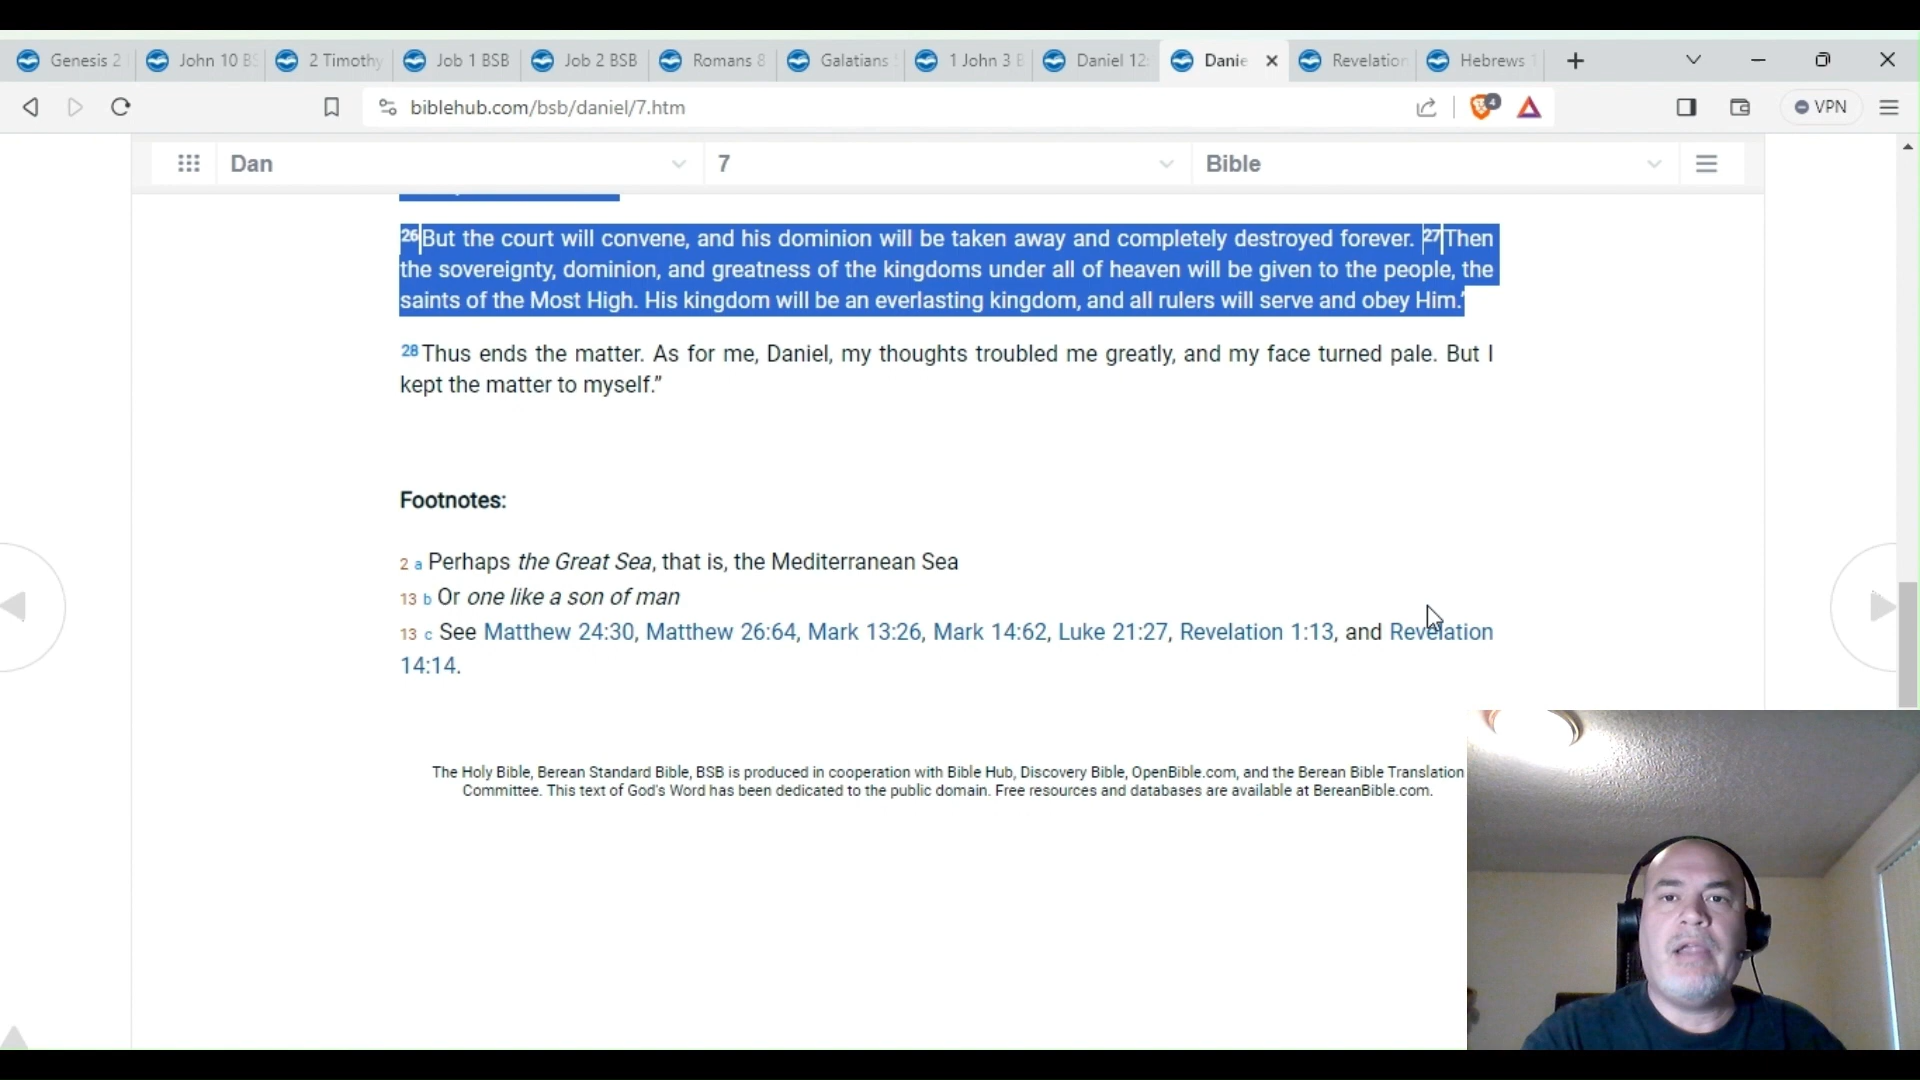 Genesis 2
John 10 BS
2 Timothy
Job 1 BSB
Job 2 BSB
Romans 8
Galatians
1 John 3 B
Daniel 12:
Danie
Revelation
Hebrews 1
biblehub.com/bsb/daniel/7.htm
4
VPN
Dan
7
Bible
26 But the court will convene, and his dominion will be taken away and completely destroyed forever. 27 Then
the sovereignty, dominion, and greatness of the kingdoms under all of heaven will be given to the people, the
saints of the Most High. His kingdom will be an everlasting kingdom, and all rulers will serve and obey Him.’
28 Thus ends the matter. As for me, Daniel, my thoughts troubled me greatly, and my face turned pale. But I
kept the matter to myself.”
Footnotes:
2 a Perhaps the Great Sea, that is, the Mediterranean Sea
13 b Or one like a son of man
13 c See Matthew 24:30, Matthew 26:64, Mark 13:26, Mark 14:62, Luke 21:27, Revelation 1:13, and Revelation
14:14.
The Holy Bible, Berean Standard Bible, BSB is produced in cooperation with Bible Hub, Discovery Bible, OpenBible.com, and the Berean Bible Translation
Committee. This text of God's Word has been dedicated to the public domain. Free resources and databases are available at BereanBible.com.